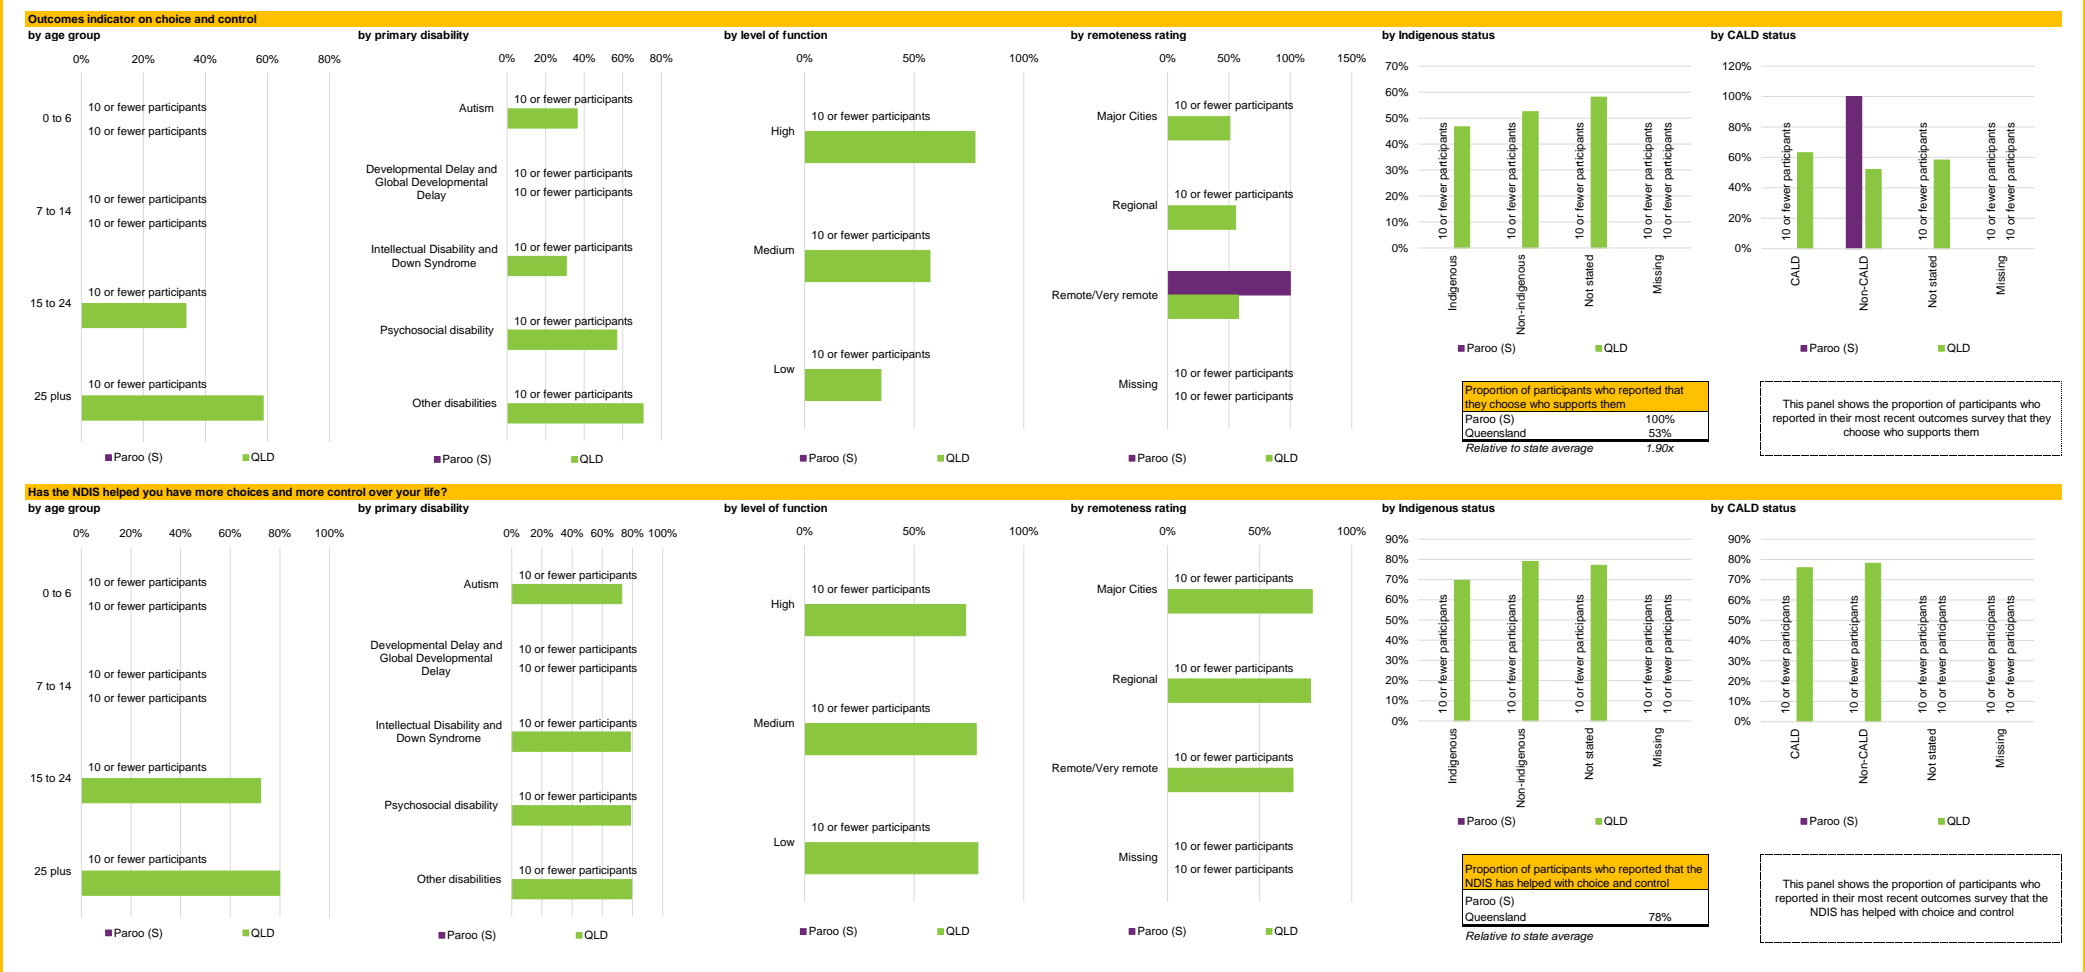 Outcomes indicator on choice and control
by age group
0% 20% 40% 60% 80%
0 to 6
10 or fewer participants
10 or fewer participants
7 to 14
10 or fewer participants
10 or fewer participants
15 to 24
10 or fewer participants
25 plus
10 or fewer participants
Paroo (S) QLD
by primary disability
0% 20% 40% 60% 80%
Autism
10 or fewer participants
Developmental Delay and
Global Developmental
Delay
10 or fewer participants
10 or fewer participants
Intellectual Disability and
Down Syndrome
10 or fewer participants
Psychosocial disability
10 or fewer participants
Other disabilities
10 or fewer participants
Paroo (S) QLD
by level of function
0% 50% 100%
High
10 or fewer participants
Medium
10 or fewer participants
Low
10 or fewer participants
Paroo (S) QLD
by remoteness rating
0% 50% 100% 150%
Major Cities
10 or fewer participants
Regional
10 or fewer participants
Remote/Very remote
Missing
10 or fewer participants
10 or fewer participants
Paroo (S) QLD
by Indigenous status
70%
60%
50%
40%
30%
20%
10%
0%
10 or fewer participants
10 or fewer participants
10 or fewer participants
10 or fewer participants
10 or fewer participants
Indigenous
Non-indigenous
Not stated
Missing
Paroo (S) QLD
by CALD status
120%
100%
80%
60%
40%
20%
0%
10 or fewer participants
10 or fewer participants
10 or fewer participants
10 or fewer participants
CALD
Non-CALD
Not stated
Missing
Paroo (S) QLD
Proportion of participants who reported that
they choose who supports them
Paroo (S) 100%
Queensland 53%
Relative to state average 1.90x
This panel shows the proportion of participants who
reported in their most recent outcomes survey that they
choose who supports them
Has the NDIS helped you have more choices and more control over your life?
by age group
0% 20% 40% 60% 80% 100%
0 to 6
10 or fewer participants
10 or fewer participants
7 to 14
10 or fewer participants
10 or fewer participants
15 to 24
10 or fewer participants
25 plus
10 or fewer participants
Paroo (S) QLD
by primary disability
0% 20% 40% 60% 80% 100%
Autism
10 or fewer participants
Developmental Delay and
Global Developmental
Delay
10 or fewer participants
10 or fewer participants
Intellectual Disability and
Down Syndrome
10 or fewer participants
Psychosocial disability
10 or fewer participants
Other disabilities
10 or fewer participants
Paroo (S) QLD
by level of function
0% 50% 100%
High
10 or fewer participants
Medium
10 or fewer participants
Low
10 or fewer participants
Paroo (S) QLD
by remoteness rating
0% 50% 100%
Major Cities
10 or fewer participants
Regional
10 or fewer participants
Remote/Very remote
10 or fewer participants
Missing
10 or fewer participants
10 or fewer participants
Paroo (S) QLD
by Indigenous status
90%
80%
70%
60%
50%
40%
30%
20%
10%
0%
10 or fewer participants
10 or fewer participants
10 or fewer participants
10 or fewer participants
10 or fewer participants
Indigenous
Non-indigenous
Not stated
Missing
Paroo (S) QLD
by CALD status
90%
80%
70%
60%
50%
40%
30%
20%
10%
0%
10 or fewer participants
10 or fewer participants
10 or fewer participants
10 or fewer participants
10 or fewer participants
10 or fewer participants
CALD
Non-CALD
Not stated
Missing
Paroo (S) QLD
Proportion of participants who reported that the
NDIS has helped with choice and control
Paroo (S)
Queensland 78%
Relative to state average
This panel shows the proportion of participants who
reported in their most recent outcomes survey that the
NDIS has helped with choice and control